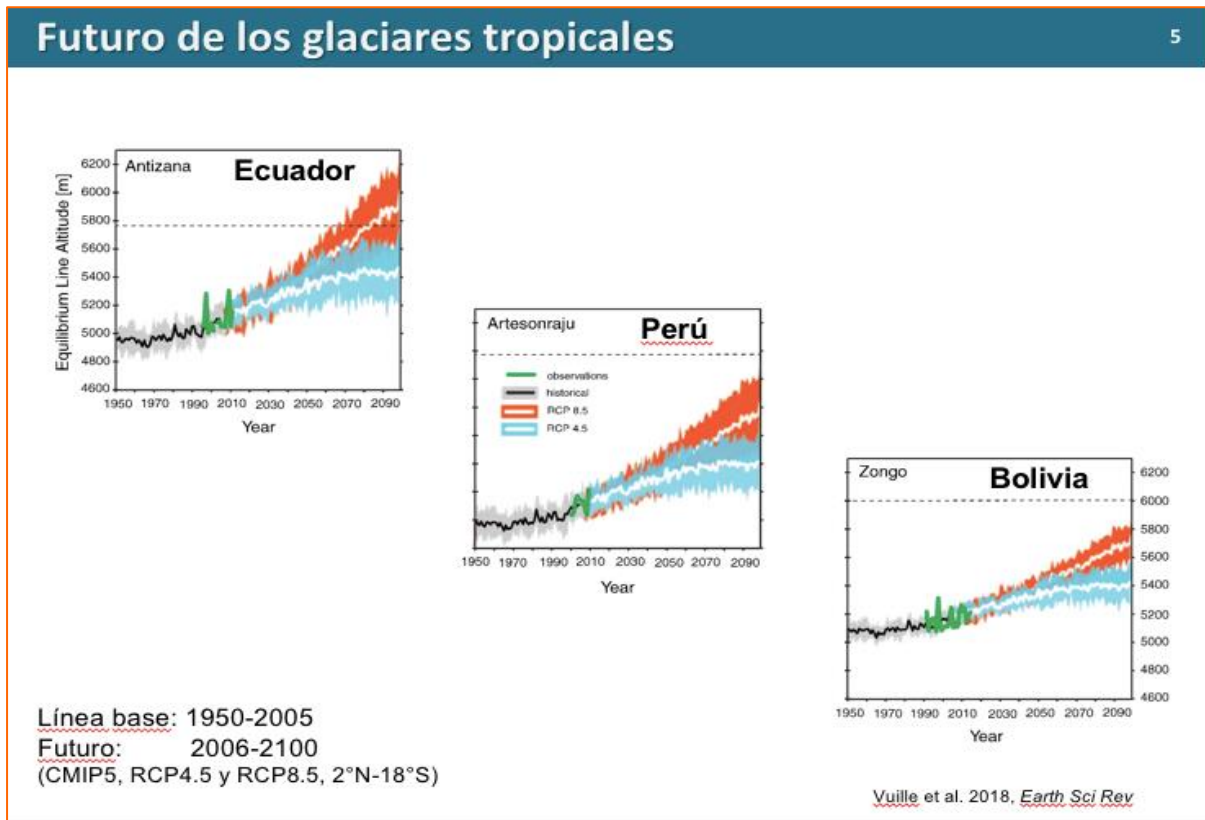 Futuro de los glaciares tropicales
5
Antizana
Ecuador
Equilibrium Line Altitude [m]
6200
6000
5800
5600
5400
5200
5000
4800
4600
1950 1970 1990 2010 2030 2050 2070 2090
Year
Artesonraju
Perú
observations
historical
RCP 8.5
RCP 4.5
1950 1970 1990 2010 2030 2050 2070 2090
Year
Zongo
Bolivia
6200
6000
5800
5600
5400
5200
5000
4800
4600
1950 1970 1990 2010 2030 2050 2070 2090
Year
Línea base: 1950-2005
Futuro: 2006-2100
(CMIP5, RCP4.5 y RCP8.5, 2°N-18°S)
Vuille et al. 2018, Earth Sci Rev